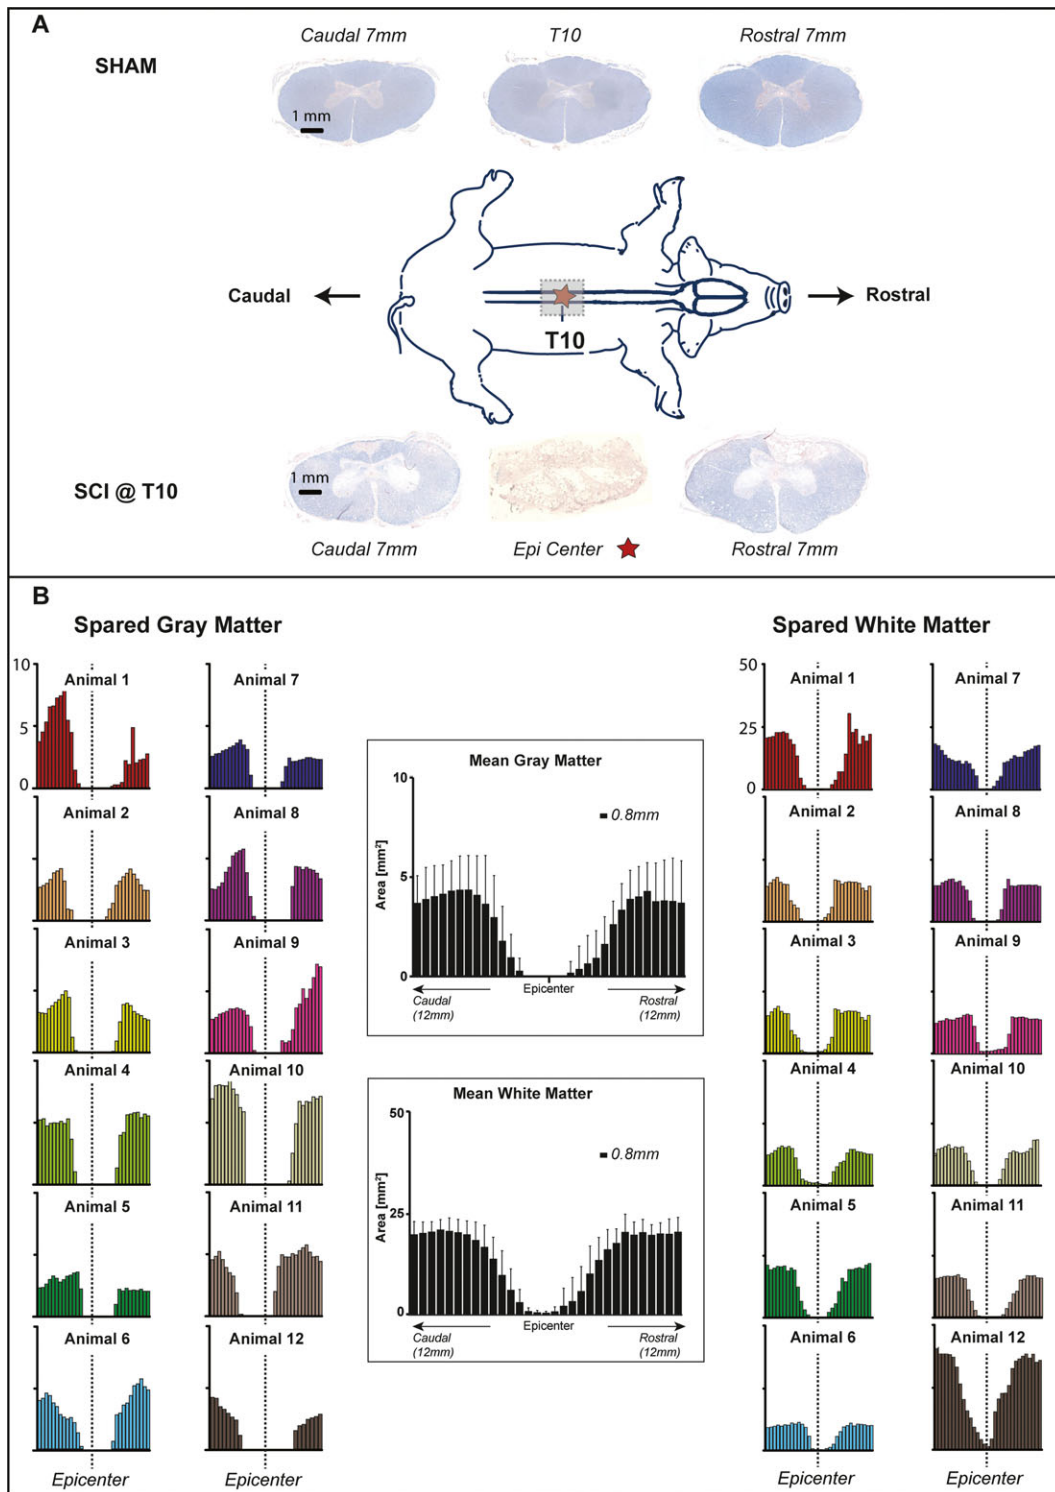 A
Caudal 7mm
T10
Rostral 7mm
SHAM
1 mm
Caudal
Rostral
T10
1 mm
SCI @ T10
Caudal 7mm
Epi Center
Rostral 7mm
B
Spared Gray Matter
Spared White Matter
10
5
0
Animal 1
Animal 7
Animal 2
Animal 8
Animal 3
Animal 9
Animal 4
Animal 10
Animal 5
Animal 11
Animal 6
Animal 12
Epicenter
Epicenter
Mean Gray Matter
10
5
0
Area [mm²]
0.8mm
Epicenter
Caudal
(12mm)
Rostral
(12mm)
Mean White Matter
50
25
0
Area [mm²]
0.8mm
Epicenter
Caudal
(12mm)
Rostral
(12mm)
50
25
0
Animal 1
Animal 7
Animal 2
Animal 8
Animal 3
Animal 9
Animal 4
Animal 10
Animal 5
Animal 11
Animal 6
Animal 12
Epicenter
Epicenter